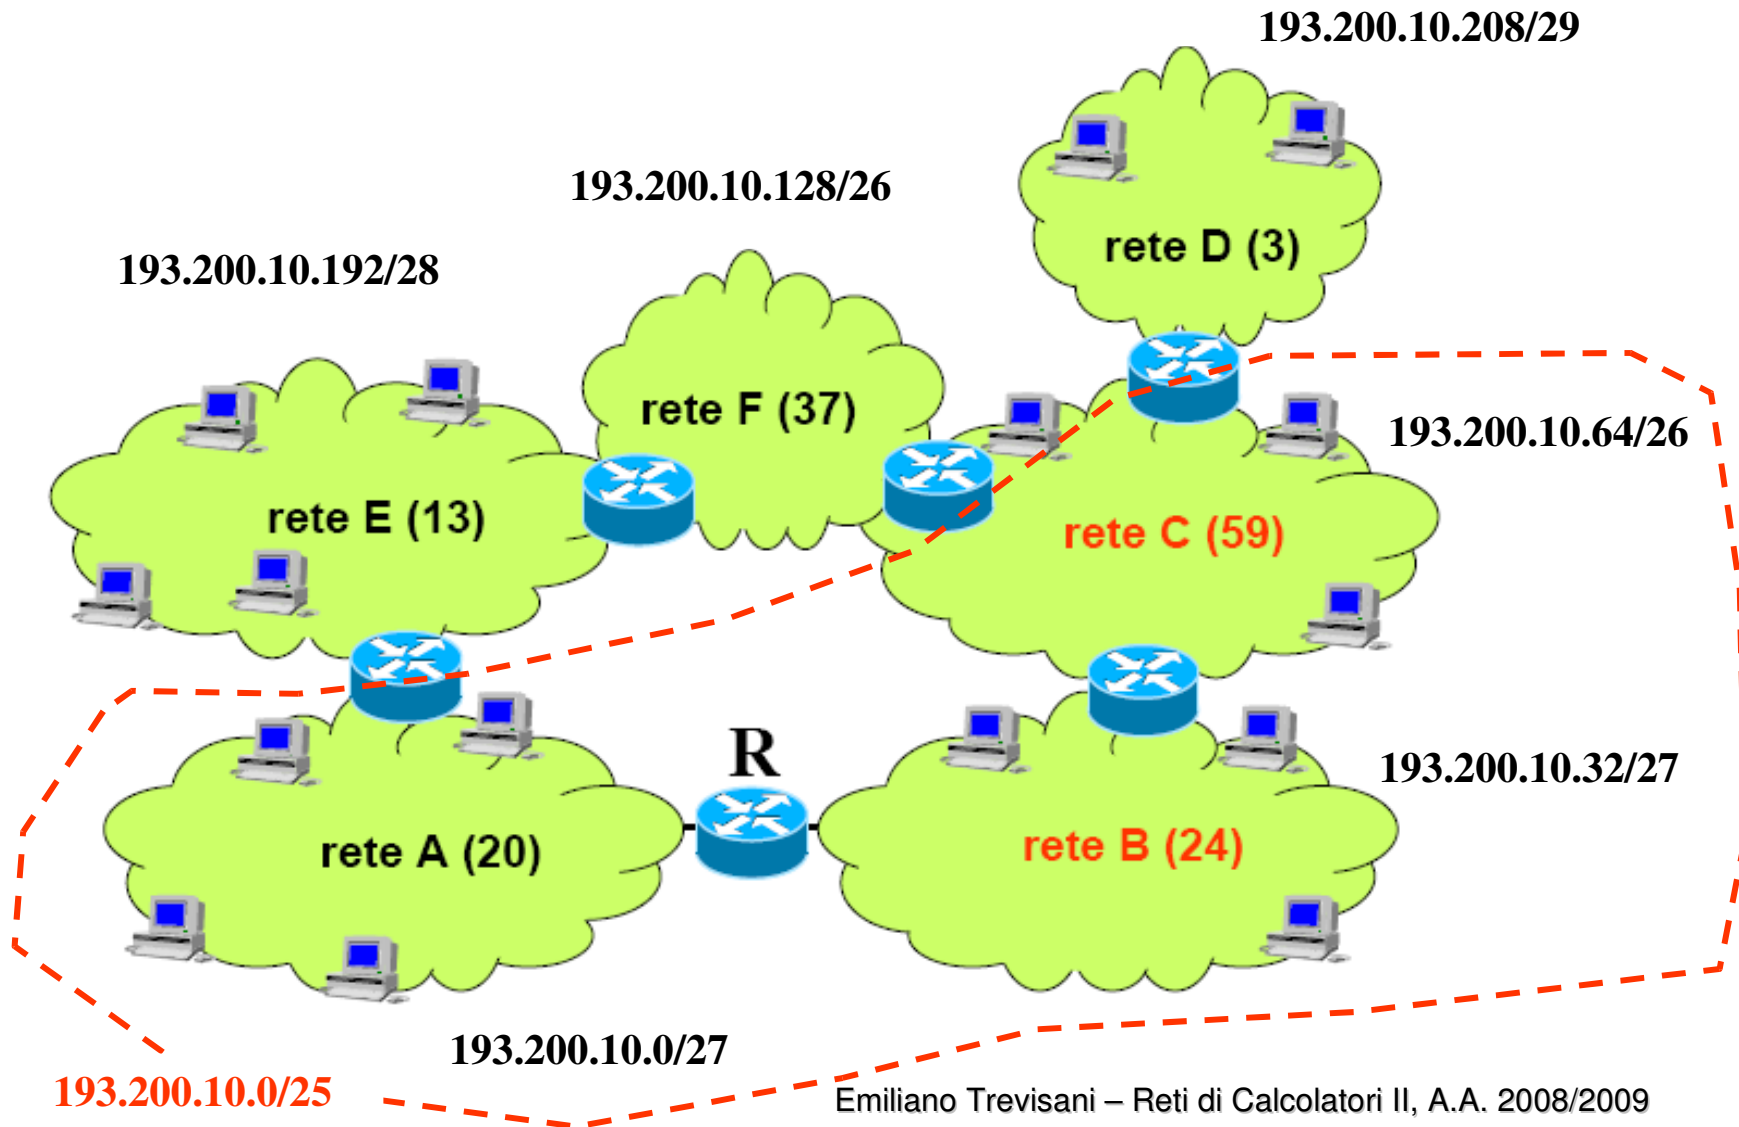 193.200.10.208/29
193.200.10.128/26
rete D (3)
193.200.10.192/28
rete F (37)
193.200.10.64/26
rete E (13)
rete C (59)
R
193.200.10.32/27
rete A (20)
rete B (24)
193.200.10.0/27
193.200.10.0/25
Emiliano Trevisani – Reti di Calcolatori II, A.A. 2008/2009